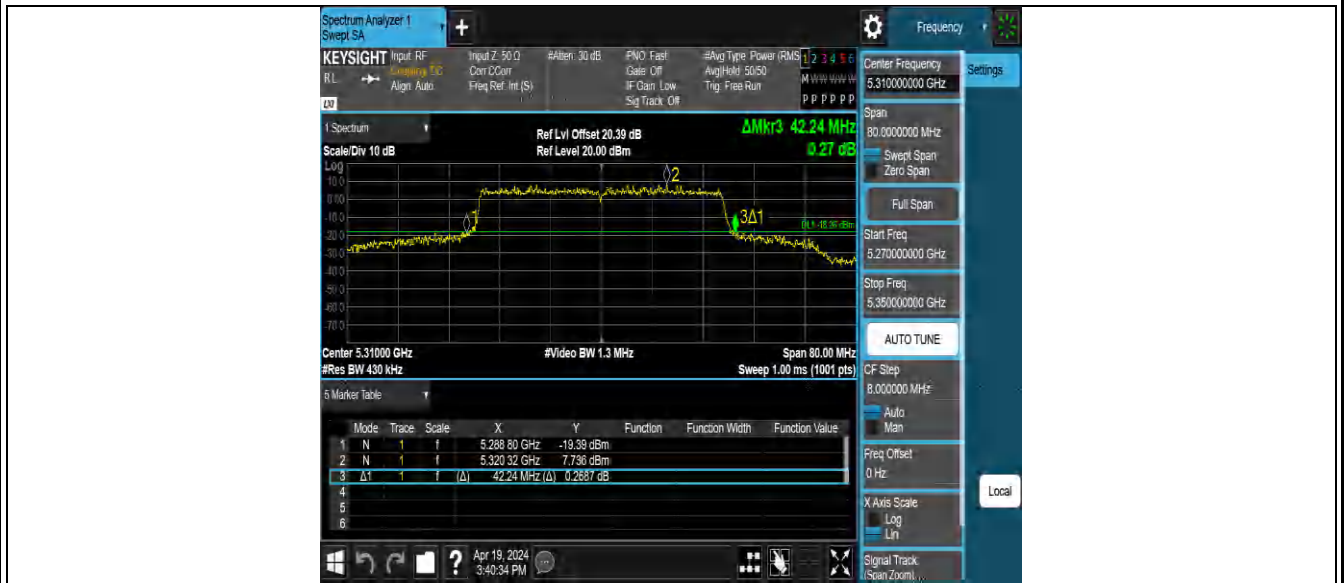 Spectrum Analyzer 1
Swept SA
+
Frequency
KEYSIGHT
Input: RF
Coupling: DC
Align: Auto
Input Z: 50 Ω
Corr CCorr
Freq Ref: Int (S)
#Atten: 30 dB
PNO: Fast
Gate: Off
IF Gain: Low
Sig Track: Off
#Avg Type: Power (RMS
Avg|Hold: 50/50
Trig: Free Run
1 2 3 4 5 6
M W W W W W
P P P P P P
RL
LXI
1 Spectrum
Scale/Div 10 dB
Ref Lvl Offset 20.39 dB
Ref Level 20.00 dBm
ΔMkr3 42.24 MHz
0.27 dB
Log
10.0
0.00
-10.0
-20.0
-30.0
-40.0
-50.0
-60.0
-70.0
1
2
3Δ1
Center 5.31000 GHz
#Res BW 430 kHz
#Video BW 1.3 MHz
Span 80.00 MHz
Sweep 1.00 ms (1001 pts)
5 Marker Table
Mode Trace Scale X Y Function Function Width Function Value
1 N 1 f 5.288 80 GHz -19.39 dBm
2 N 1 f 5.320 32 GHz 7.736 dBm
3 Δ1 1 f (Δ) 42.24 MHz (Δ) 0.2687 dB
4
5
6
?
Apr 19, 2024
3:40:34 PM
Center Frequency
5.310000000 GHz
Settings
Span
80.0000000 MHz
Swept Span
Zero Span
Full Span
Start Freq
5.270000000 GHz
Stop Freq
5.350000000 GHz
AUTO TUNE
CF Step
8.000000 MHz
Auto
Man
Freq Offset
0 Hz
X Axis Scale
Log
Lin
Signal Track
(Span Zoom)
Local